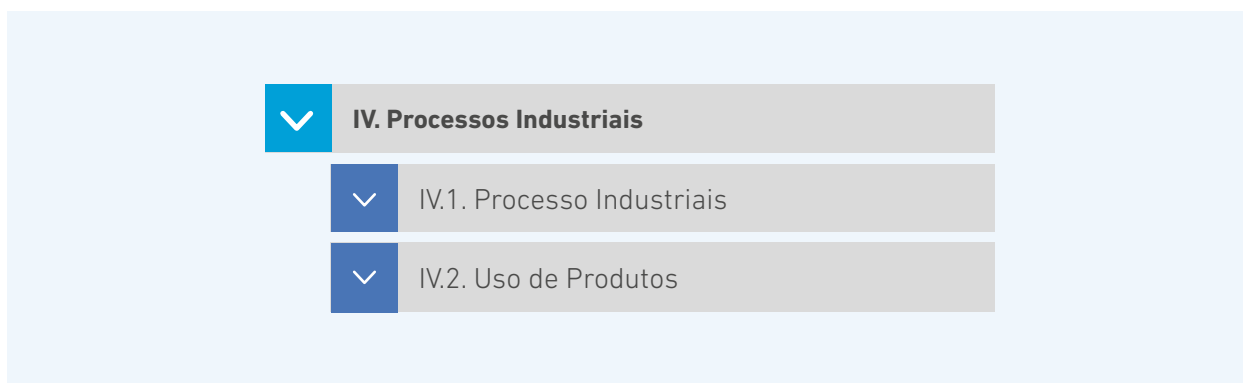 IV. Processos Industriais
IV.1. Processo Industriais
IV.2. Uso de Produtos